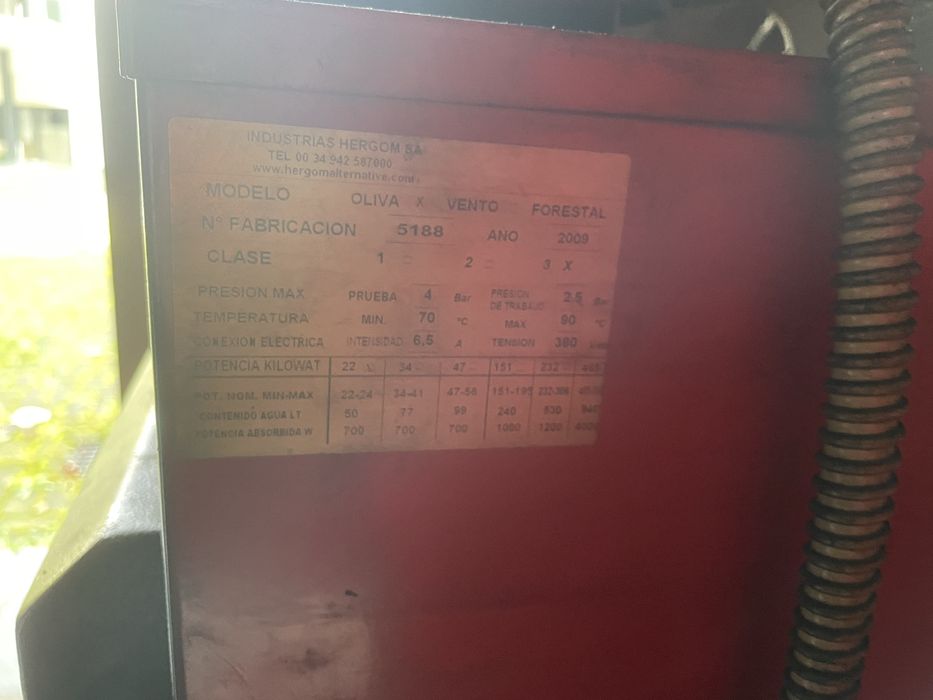 INDUSTRIAS HERGOM SA
TEL 00 34 942 587000
www.hergomalternative.com
MODELO OLIVA X VENTO FORESTAL
Nº FABRICACION 5188 AÑO 2009
CLASE 1 2 3 X
PRESION MAX PRUEBA 4 Bar PRESION DE TRABAJO 2.5 Bar
TEMPERATURA MIN. 70 °C MAX 90 °C
CONEXION ELECTRICA INTENSIDAD 6,5 A TENSION 380
POTENCIA KILOWAT 22 34 47 151 232
POT. NOM. MIN-MAX 22-24 34-41 47-58 151-195
CONTENIDO AGUA LT 50 77 99 240
POTENCIA ABSORBIDA W 700 700 700 1000 1200 4000